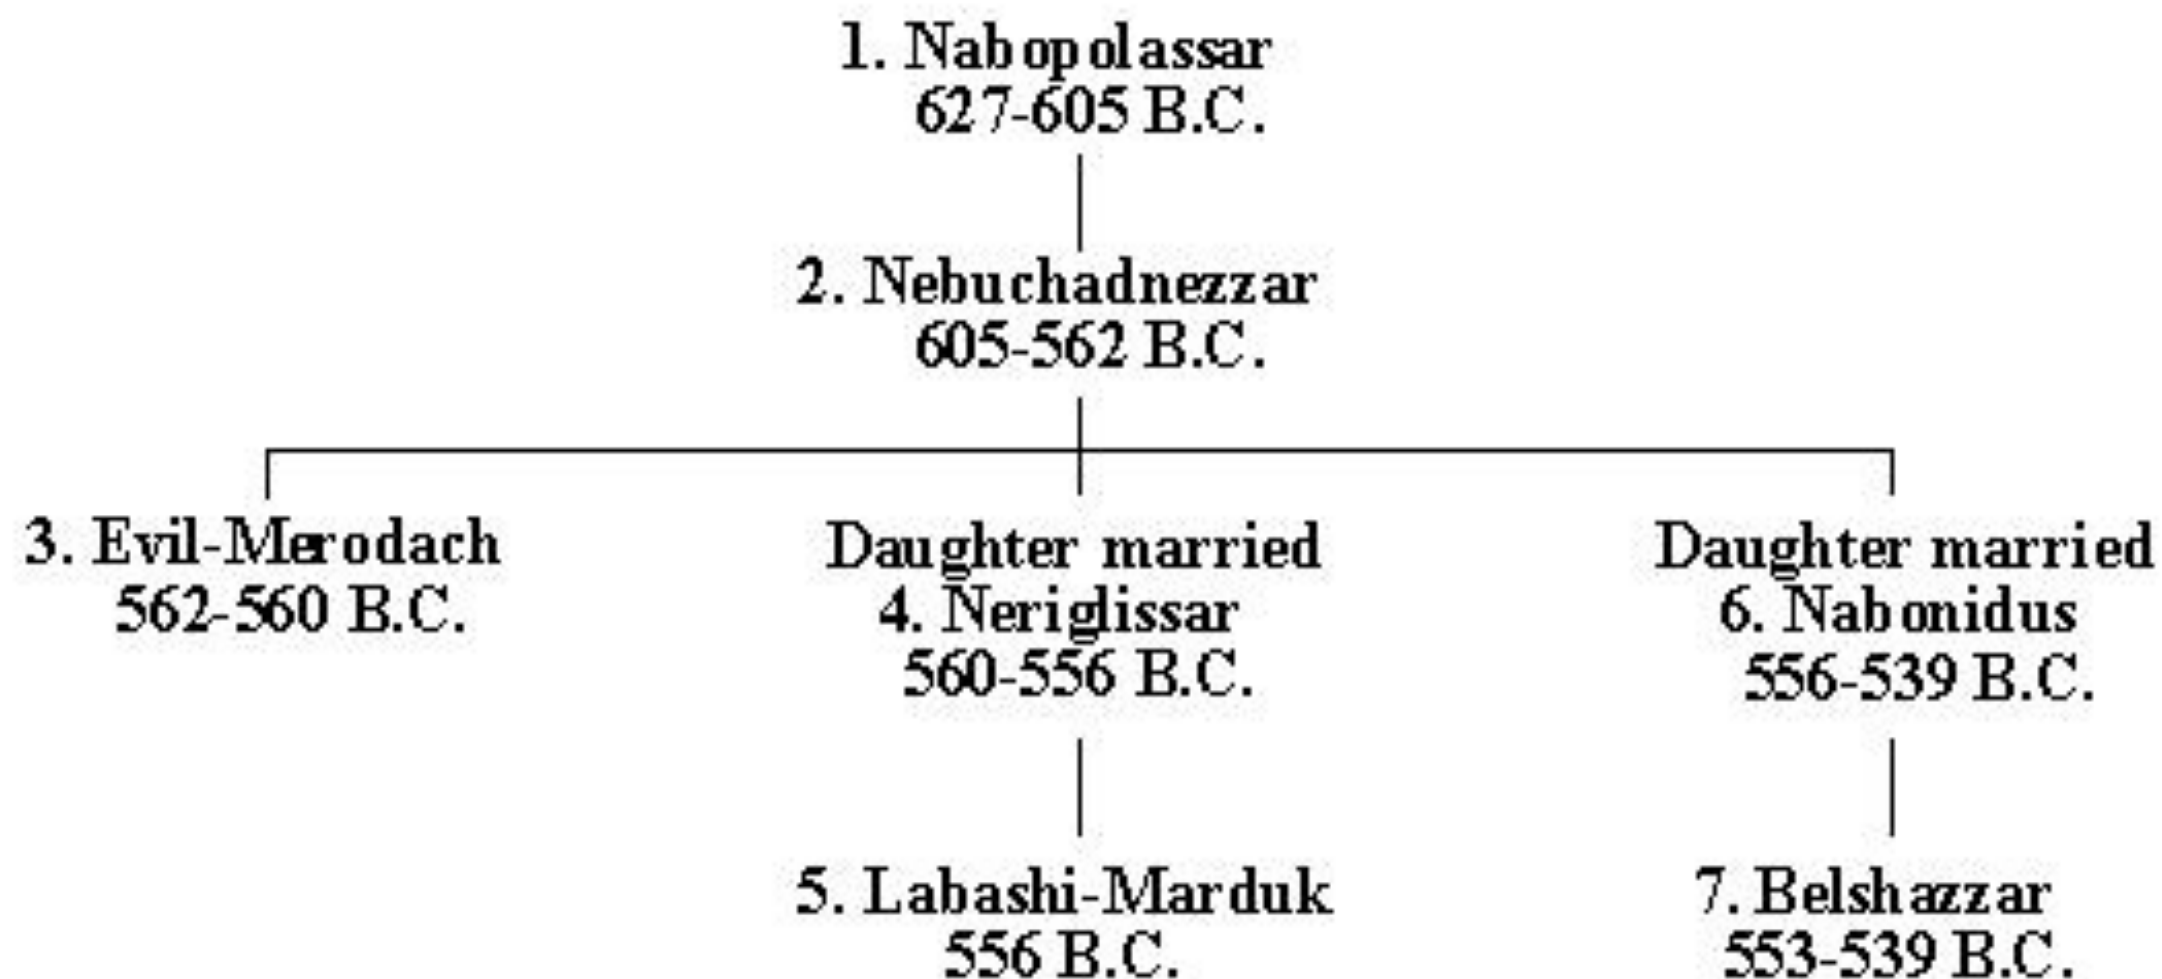 1. Nabopolassar
627-605 B.C.
2. Nebuchadnezzar
605-562 B.C.
3. Evil-Merodach
562-560 B.C.
Daughter married
4. Neriglissar
560-556 B.C.
Daughter married
6. Nabonidus
556-539 B.C.
5. Labashi-Marduk
556 B.C.
7. Belshazzar
553-539 B.C.